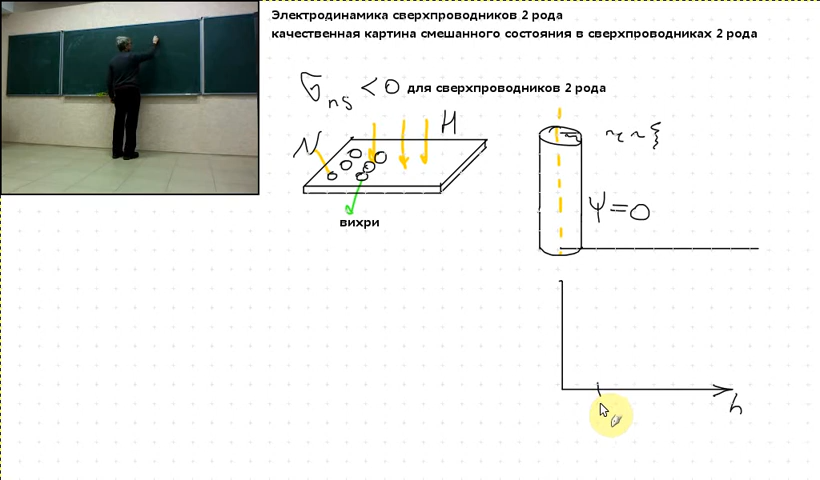 Электродинамика сверхпроводников 2 рода
качественная картина смешанного состояния в сверхпроводниках 2 рода
σns < 0 для сверхпроводников 2 рода
H
N
вихри
r ~ ξ
Ψ = 0
h